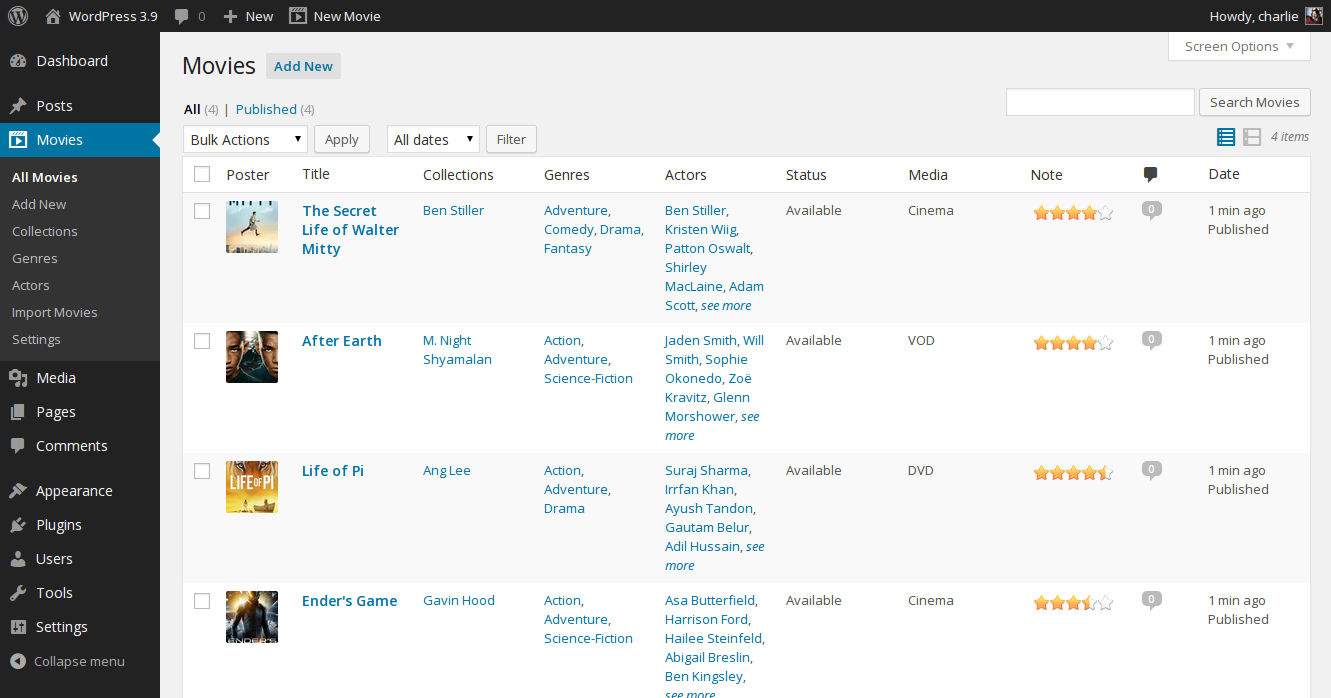 WordPress 3.9 0 New New Movie Howdy, charlie
Dashboard
Posts
Movies
All Movies
Add New
Collections
Genres
Actors
Import Movies
Settings
Media
Pages
Comments
Appearance
Plugins
Users
Tools
Settings
Collapse menu
Screen Options
Movies Add New
All (4) | Published (4)
Search Movies
Bulk Actions Apply All dates Filter 4 items
Poster Title Collections Genres Actors Status Media Note Date
MITTY
The Secret
Life of Walter
Mitty
Ben Stiller
Adventure,
Comedy, Drama,
Fantasy
Ben Stiller,
Kristen Wiig,
Patton Oswalt,
Shirley
MacLaine, Adam
Scott, see more
Available
Cinema
0
1 min ago
Published
After Earth
M. Night
Shyamalan
Action,
Adventure,
Science-Fiction
Jaden Smith, Will
Smith, Sophie
Okonedo, Zoë
Kravitz, Glenn
Morshower, see
more
Available
VOD
0
1 min ago
Published
LIFE OF PI
Life of Pi
Ang Lee
Action,
Adventure,
Drama
Suraj Sharma,
Irrfan Khan,
Ayush Tandon,
Gautam Belur,
Adil Hussain, see
more
Available
DVD
0
1 min ago
Published
ENDER'S
Ender's Game
Gavin Hood
Action,
Adventure,
Science-Fiction
Asa Butterfield,
Harrison Ford,
Hailee Steinfeld,
Abigail Breslin,
Ben Kingsley,
see more
Available
Cinema
0
1 min ago
Published